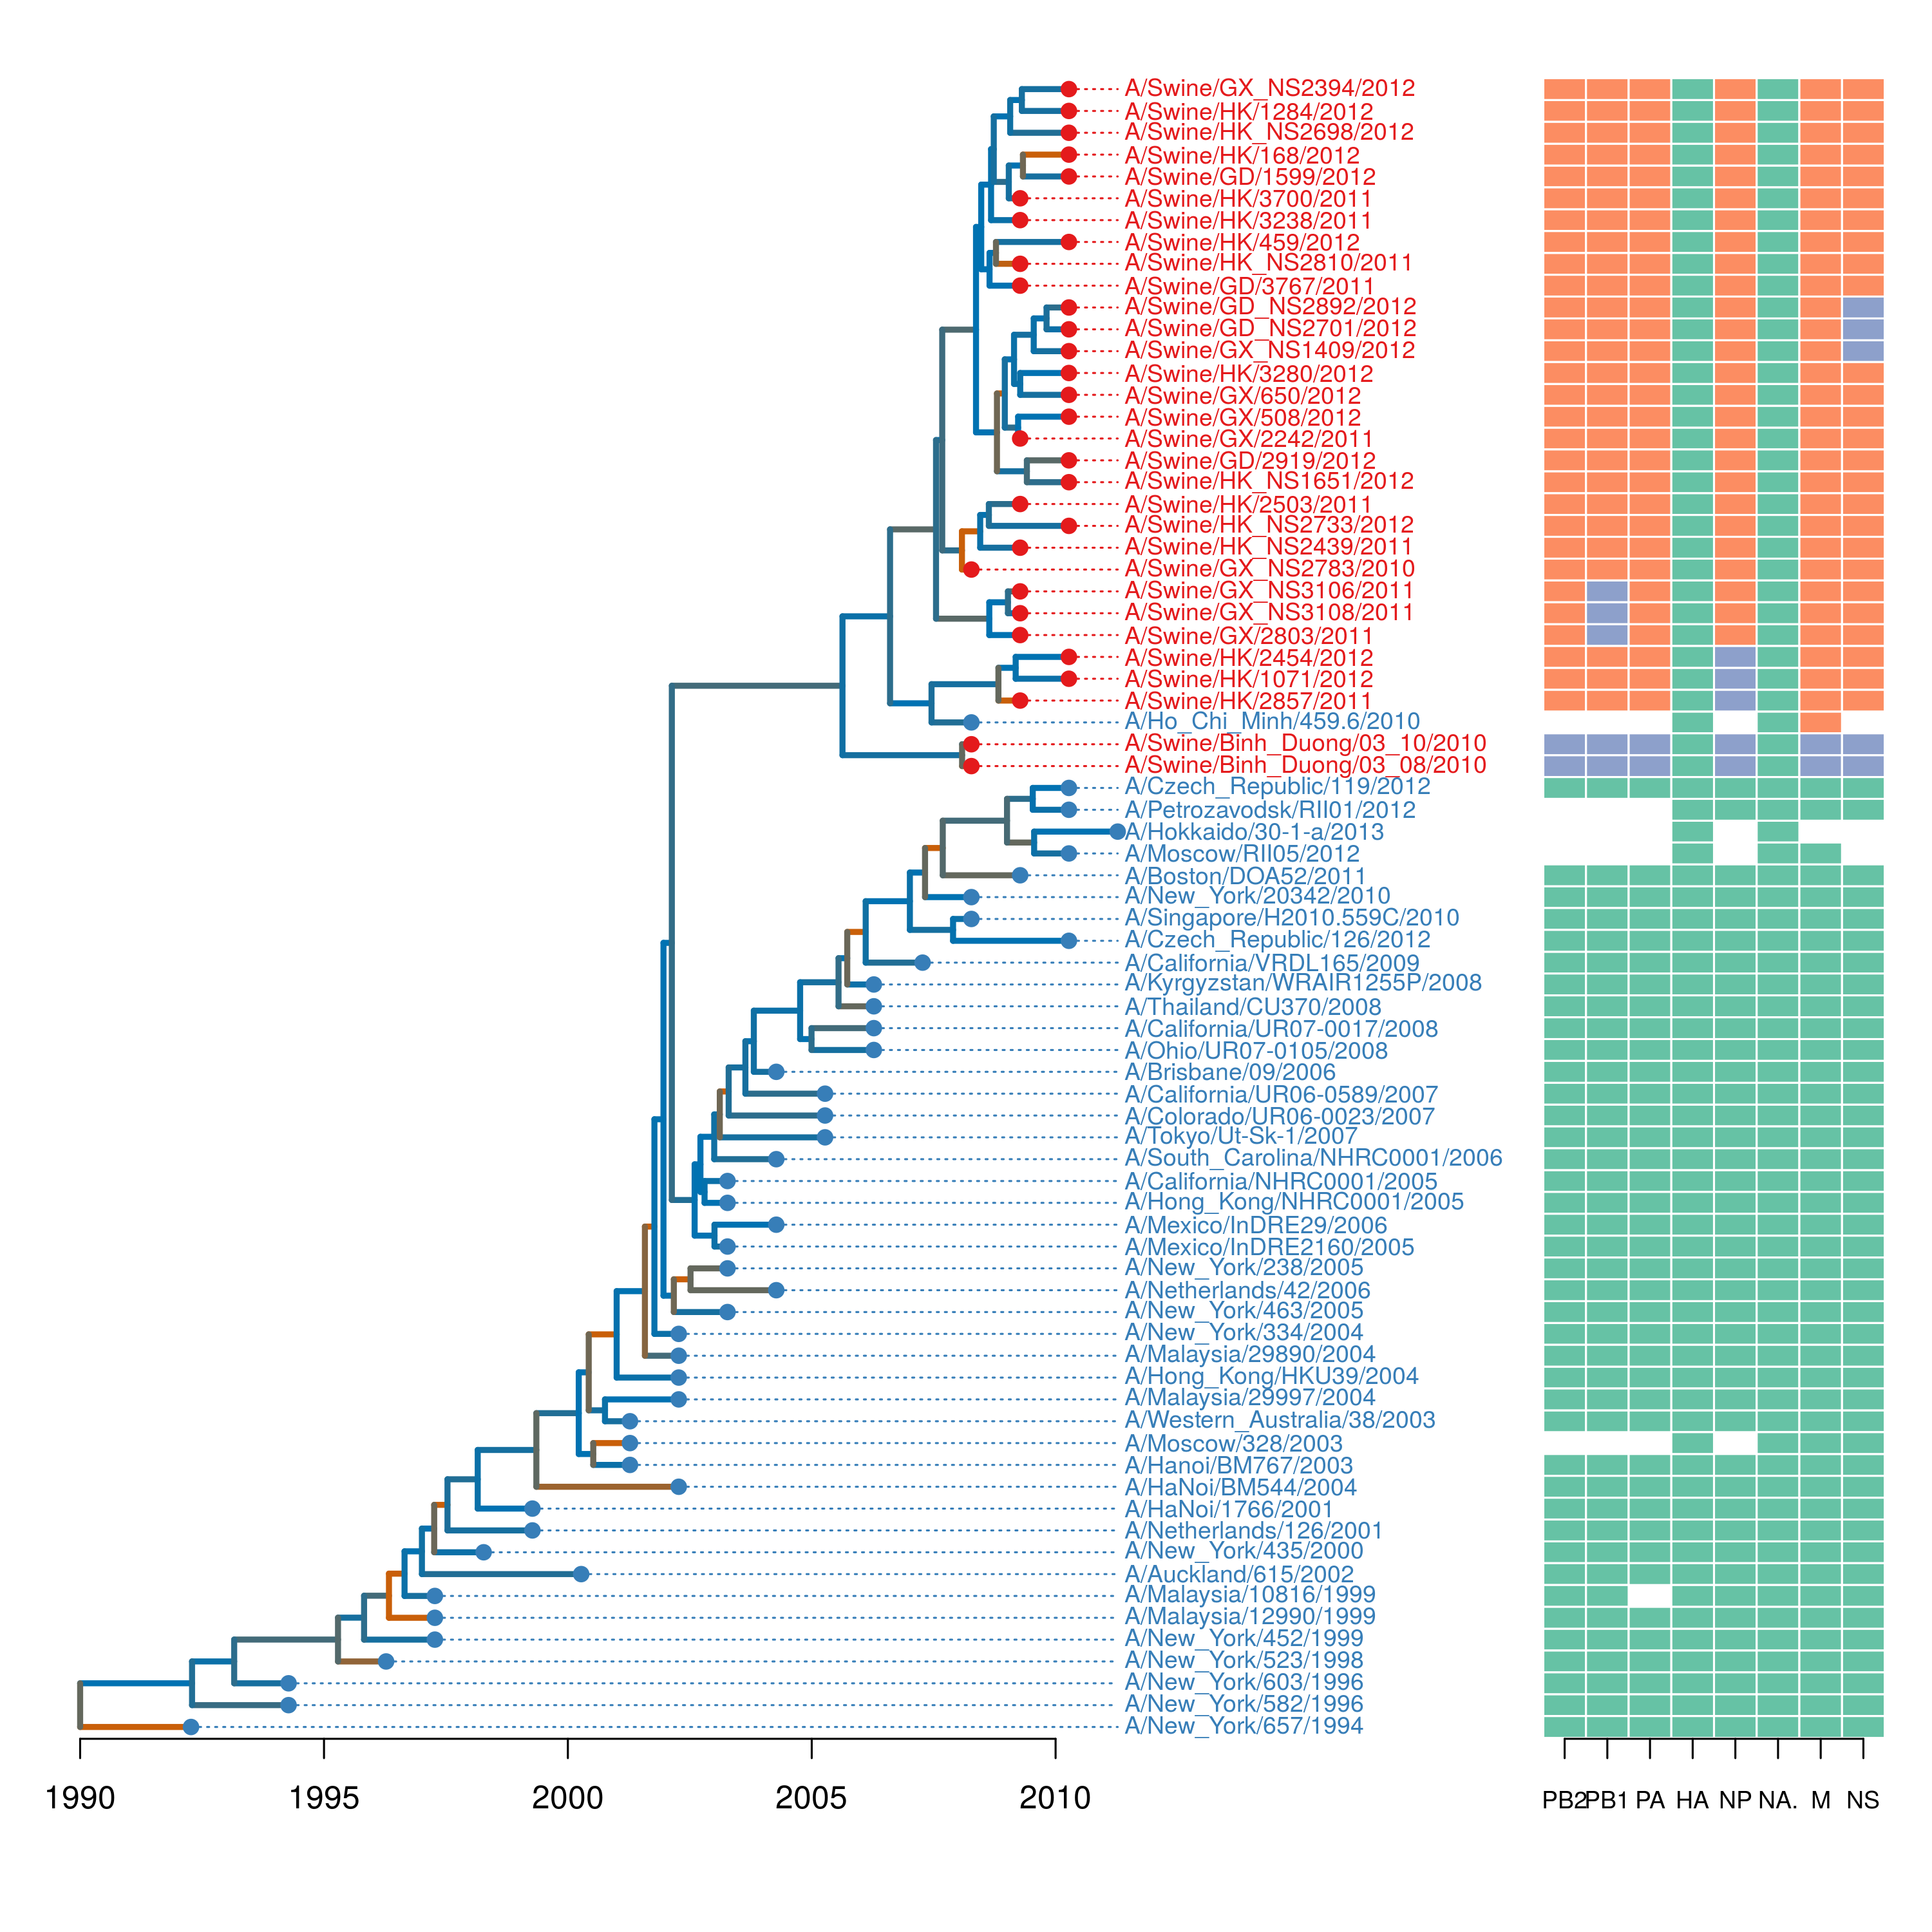 A/Swine/GX_NS2394/2012
A/Swine/HK/1284/2012
A/Swine/HK_NS2698/2012
A/Swine/HK/168/2012
A/Swine/GD/1599/2012
A/Swine/HK/3700/2011
A/Swine/HK/3238/2011
A/Swine/HK/459/2012
A/Swine/HK_NS2810/2011
A/Swine/GD/3767/2011
A/Swine/GD_NS2892/2012
A/Swine/GD_NS2701/2012
A/Swine/GX_NS1409/2012
A/Swine/HK/3280/2012
A/Swine/GX/650/2012
A/Swine/GX/508/2012
A/Swine/GX/2242/2011
A/Swine/GD/2919/2012
A/Swine/HK_NS1651/2012
A/Swine/HK/2503/2011
A/Swine/HK_NS2733/2012
A/Swine/HK_NS2439/2011
A/Swine/GX_NS2783/2010
A/Swine/GX_NS3106/2011
A/Swine/GX_NS3108/2011
A/Swine/GX/2803/2011
A/Swine/HK/2454/2012
A/Swine/HK/1071/2012
A/Swine/HK/2857/2011
A/Ho_Chi_Minh/459.6/2010
A/Swine/Binh_Duong/03_10/2010
A/Swine/Binh_Duong/03_08/2010
A/Czech_Republic/119/2012
A/Petrozavodsk/RII01/2012
A/Hokkaido/30-1-a/2013
A/Moscow/RII05/2012
A/Boston/DOA52/2011
A/New_York/20342/2010
A/Singapore/H2010.559C/2010
A/Czech_Republic/126/2012
A/California/VRDL165/2009
A/Kyrgyzstan/WRAIR1255P/2008
A/Thailand/CU370/2008
A/California/UR07-0017/2008
A/Ohio/UR07-0105/2008
A/Brisbane/09/2006
A/California/UR06-0589/2007
A/Colorado/UR06-0023/2007
A/Tokyo/Ut-Sk-1/2007
A/South_Carolina/NHRC0001/2006
A/California/NHRC0001/2005
A/Hong_Kong/NHRC0001/2005
A/Mexico/InDRE29/2006
A/Mexico/InDRE2160/2005
A/New_York/238/2005
A/Netherlands/42/2006
A/New_York/463/2005
A/New_York/334/2004
A/Malaysia/29890/2004
A/Hong_Kong/HKU39/2004
A/Malaysia/29997/2004
A/Western_Australia/38/2003
A/Moscow/328/2003
A/Hanoi/BM767/2003
A/HaNoi/BM544/2004
A/HaNoi/1766/2001
A/Netherlands/126/2001
A/New_York/435/2000
A/Auckland/615/2002
A/Malaysia/10816/1999
A/Malaysia/12990/1999
A/New_York/452/1999
A/New_York/523/1998
A/New_York/603/1996
A/New_York/582/1996
A/New_York/657/1994
1990 1995 2000 2005 2010
PB2 PB1 PA HA NP NA. M NS